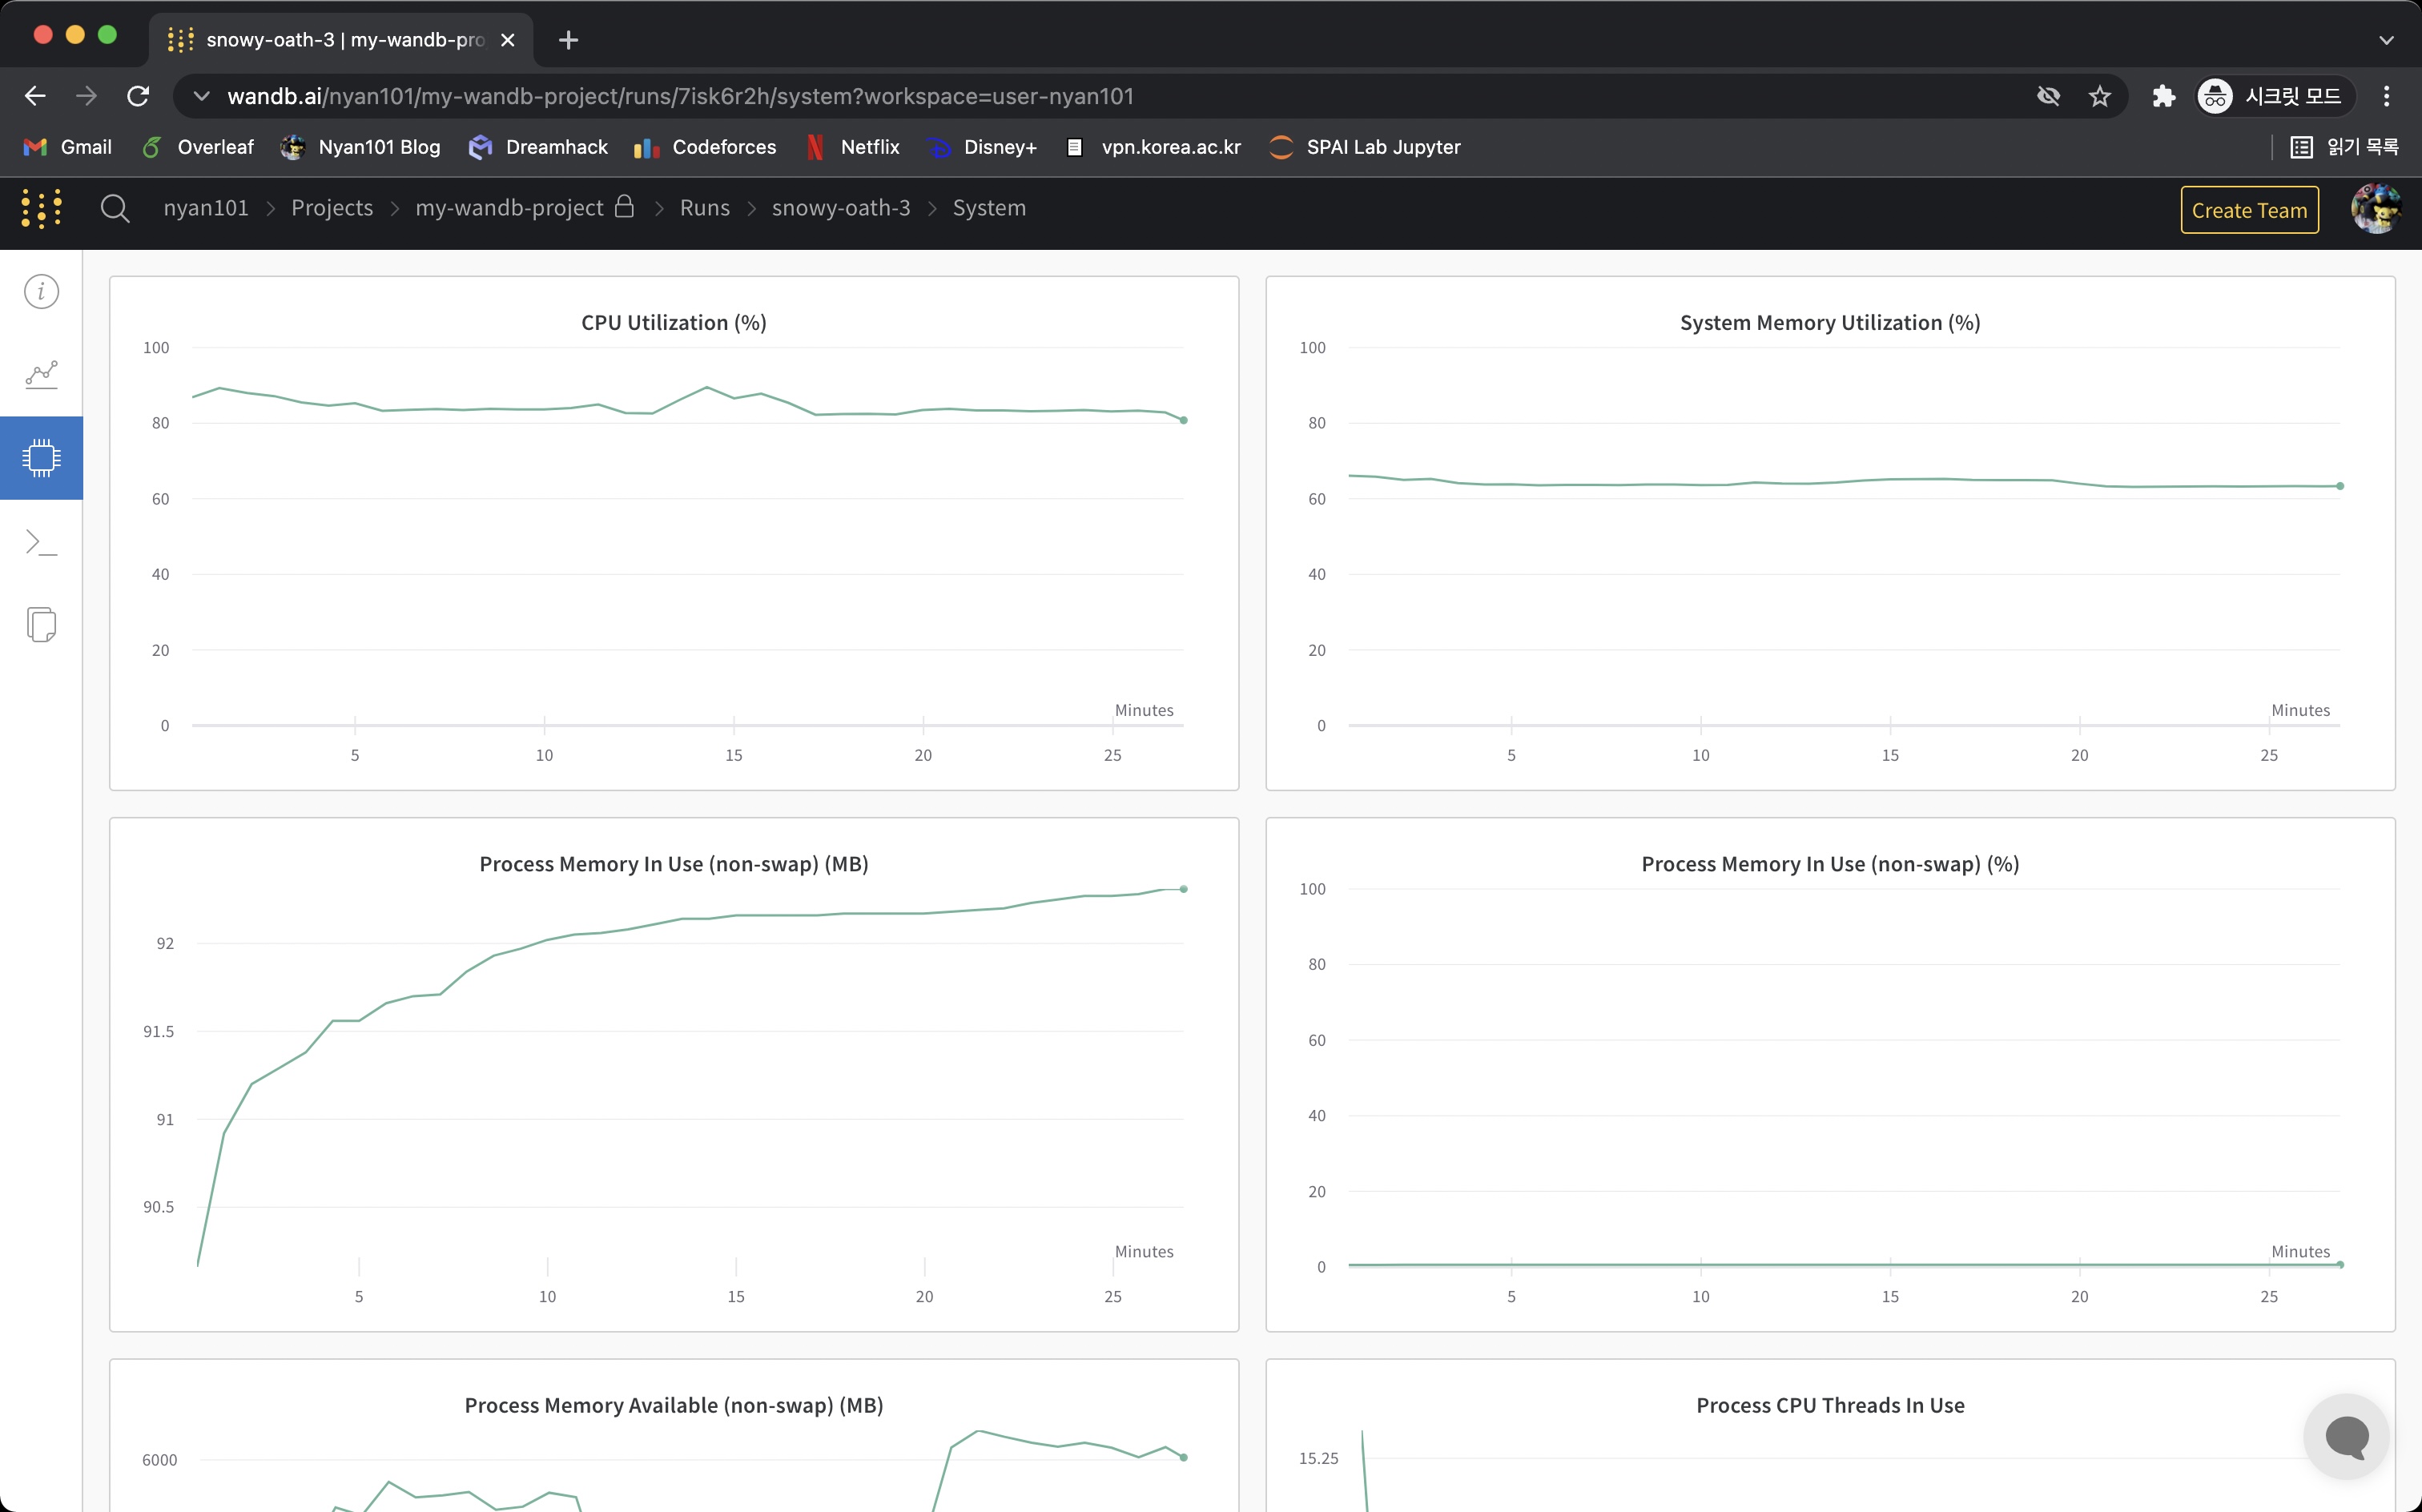 snowy-oath-3 | my-wandb-pro
wandb.ai/nyan101/my-wandb-project/runs/7isk6r2h/system?workspace=user-nyan101
시크릿 모드
Gmail Overleaf Nyan101 Blog Dreamhack Codeforces Netflix Disney+ vpn.korea.ac.kr SPAI Lab Jupyter 읽기 목록
nyan101 > Projects > my-wandb-project > Runs > snowy-oath-3 > System
Create Team
CPU Utilization (%)
100
80
60
40
20
0
Minutes
5 10 15 20 25
System Memory Utilization (%)
100
80
60
40
20
0
Minutes
5 10 15 20 25
Process Memory In Use (non-swap) (MB)
92
91.5
91
90.5
Minutes
5 10 15 20 25
Process Memory In Use (non-swap) (%)
100
80
60
40
20
0
Minutes
5 10 15 20 25
Process Memory Available (non-swap) (MB)
6000
Process CPU Threads In Use
15.25